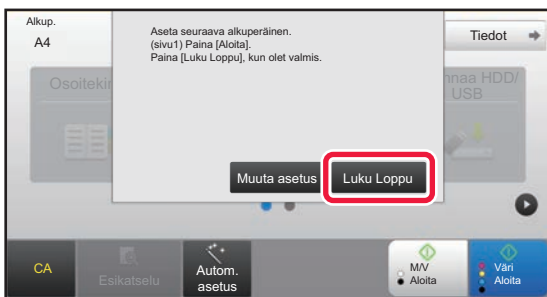 Alkup.
A4
Aseta seuraava alkuperäinen.
(sivu1) Paina [Aloita].
Paina [Luku Loppu], kun olet valmis.
Tiedot
Osoitekir
nnaa HDD/
USB
Muuta asetus
Luku Loppu
CA
Esikatselu
Autom.
asetus
M/V
Aloita
Väri
Aloita